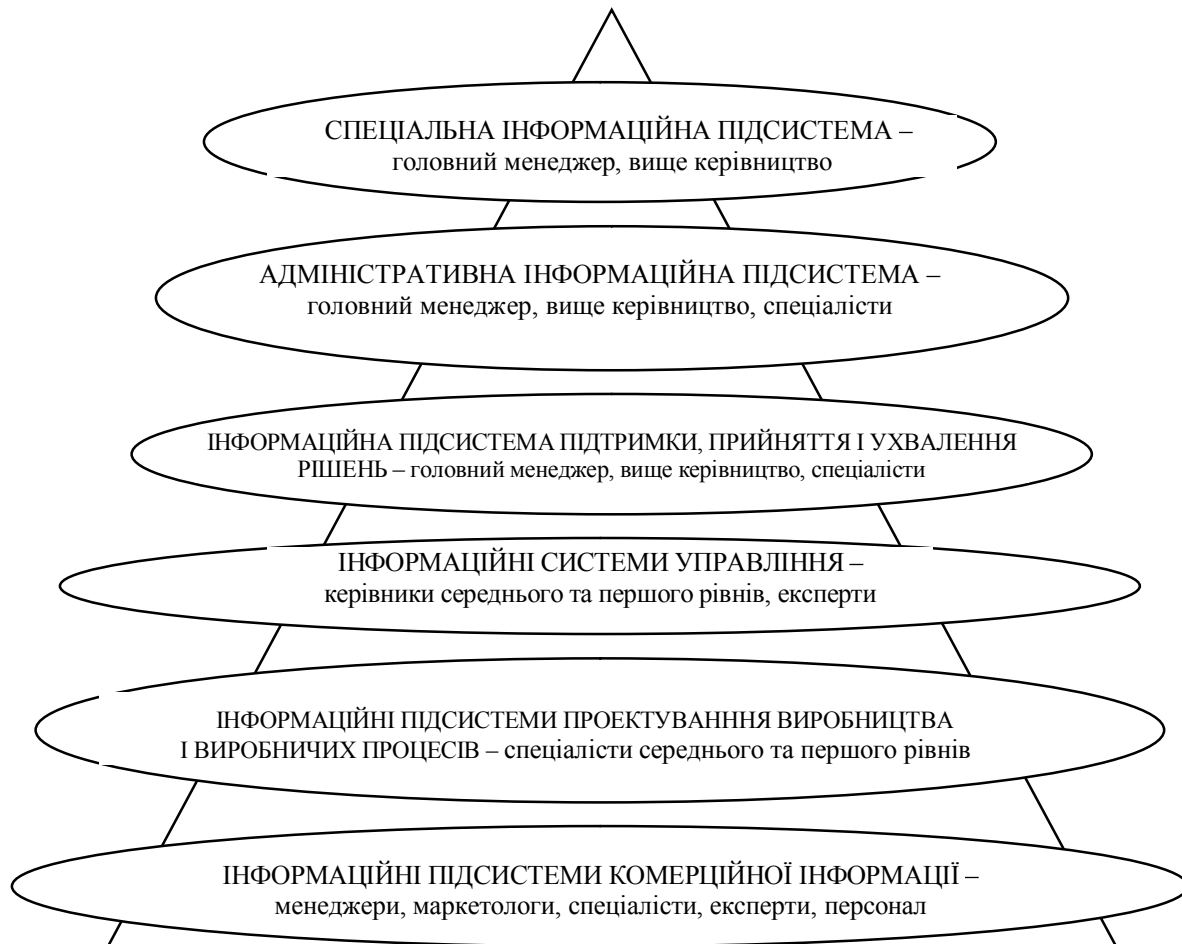 СПЕЦІАЛЬНА ІНФОРМАЦІЙНА ПІДСИСТЕМА –
головний менеджер, вище керівництво
АДМІНІСТРАТИВНА ІНФОРМАЦІЙНА ПІДСИСТЕМА –
головний менеджер, вище керівництво, спеціалісти
ІНФОРМАЦІЙНА ПІДСИСТЕМА ПІДТРИМКИ, ПРИЙНЯТТЯ І УХВАЛЕННЯ
РІШЕНЬ – головний менеджер, вище керівництво, спеціалісти
ІНФОРМАЦІЙНІ СИСТЕМИ УПРАВЛІННЯ –
керівники середнього та першого рівнів, експерти
ІНФОРМАЦІЙНІ ПІДСИСТЕМИ ПРОЕКТУВАНННЯ ВИРОБНИЦТВА
І ВИРОБНИЧИХ ПРОЦЕСІВ – спеціалісти середнього та першого рівнів
ІНФОРМАЦІЙНІ ПІДСИСТЕМИ КОМЕРЦІЙНОЇ ІНФОРМАЦІЇ –
менеджери, маркетологи, спеціалісти, експерти, персонал